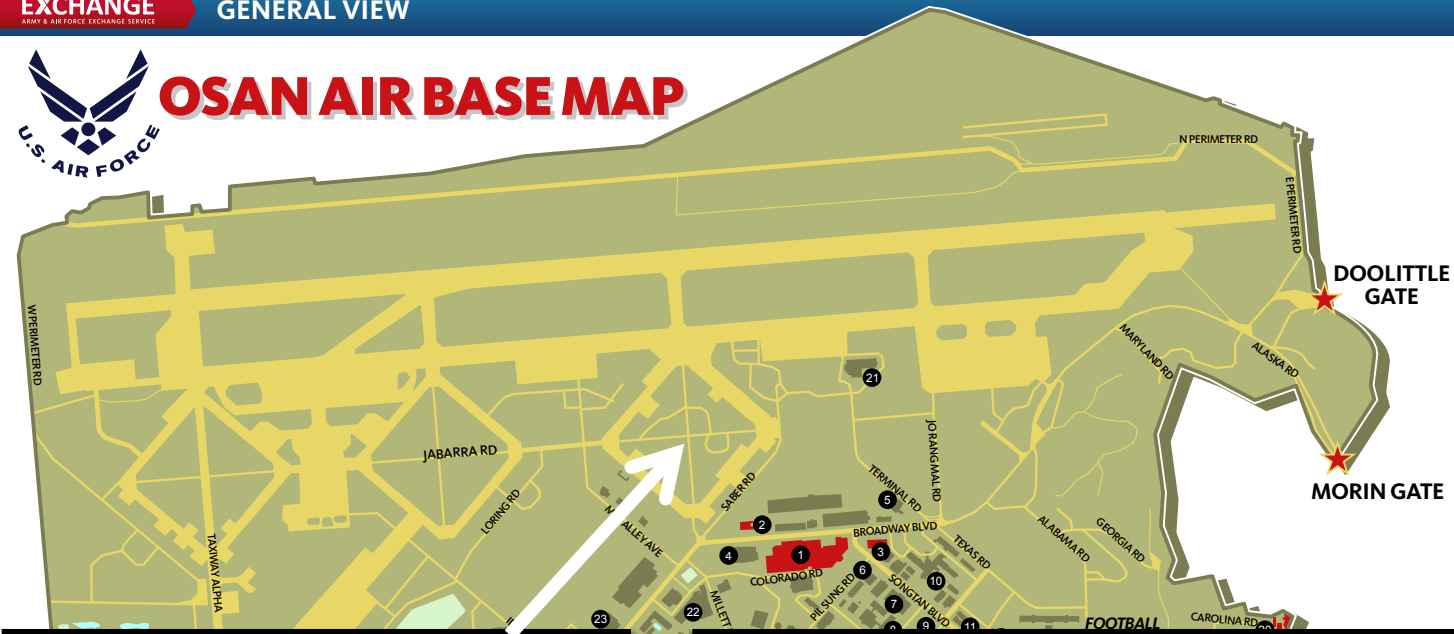 EXCHANGE
ARMY & AIR FORCE EXCHANGE SERVICE
GENERAL VIEW
OSAN AIR BASE MAP
U.S. AIR FORCE
N PERIMETER RD
E PERIMETER RD
DOOLITTLE
GATE
W PERIMETER RD
MARYLAND RD
ALASKA RD
21
JABARRA RD
JO RANG MAL RD
MORIN GATE
SABER RD
TERMINAL RD
LORING RD
5
ALLEY AVE
2
BROADWAY BLVD
ALABAMA RD
GEORGIA RD
TAXIWAY ALPHA
4
1
3
TEXAS RD
COLORADO RD
6
PIL SUNG RD
SONGTAN BLVD
10
MILLETT
7
22
23
8
9
11
FOOTBALL
CAROLINA RD
20